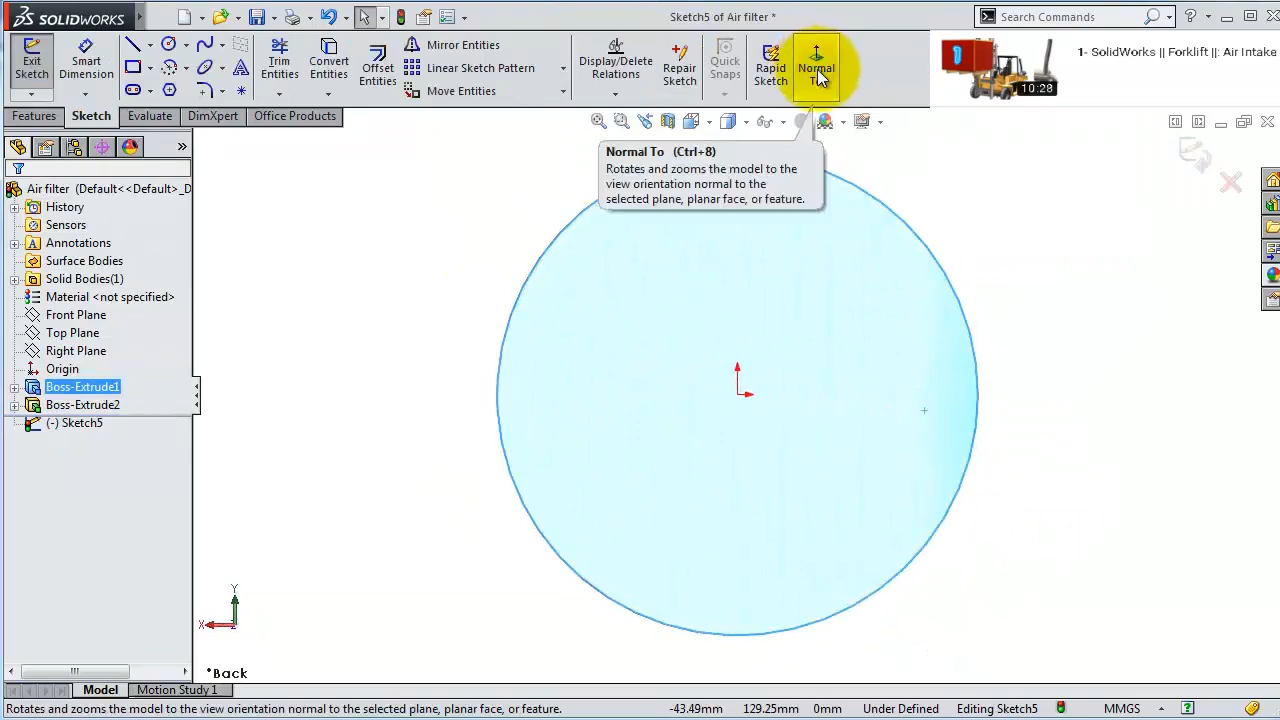 SOLIDWORKS
Sketch5 of Air filter *
Search Commands
Exit Sketch
Smart Dimension
Trim Entities
Convert Entities
Offset Entities
Mirror Entities
Linear Sketch Pattern
Move Entities
Display/Delete Relations
Repair Sketch
Quick Snaps
Rapid Sketch
Normal To
10:28
1- SolidWorks || Forklift ||: Air Intake
Features
Sketch
Evaluate
DimXpert
Office Products
Normal To (Ctrl+8)
Rotates and zooms the model to the
view orientation normal to the
selected plane, planar face, or feature.
Air filter (Default<<Default>_D
History
Sensors
Annotations
Surface Bodies
Solid Bodies(1)
Material <not specified>
Front Plane
Top Plane
Right Plane
Origin
Boss-Extrude1
Boss-Extrude2
(-) Sketch5
Y
X
*Back
Model
Motion Study 1
Rotates and zooms the model to the view orientation normal to the selected plane, planar face, or feature.
-43.49mm
129.25mm
0mm
Under Defined
Editing Sketch5
MMGS